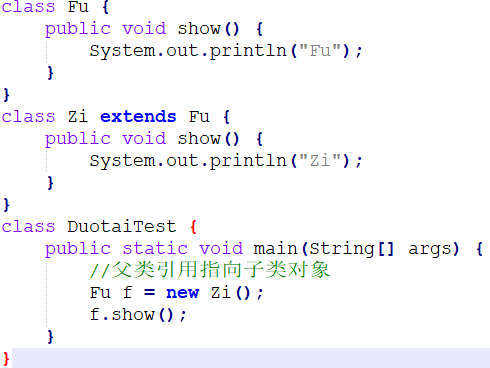 class Fu {
    public void show() {
        System.out.println("Fu");
    }
}
class Zi extends Fu {
    public void show() {
        System.out.println("Zi");
    }
}
class DuotaiTest {
    public static void main(String[] args) {
        //父类引用指向子类对象
        Fu f = new Zi();
        f.show();
    }
}